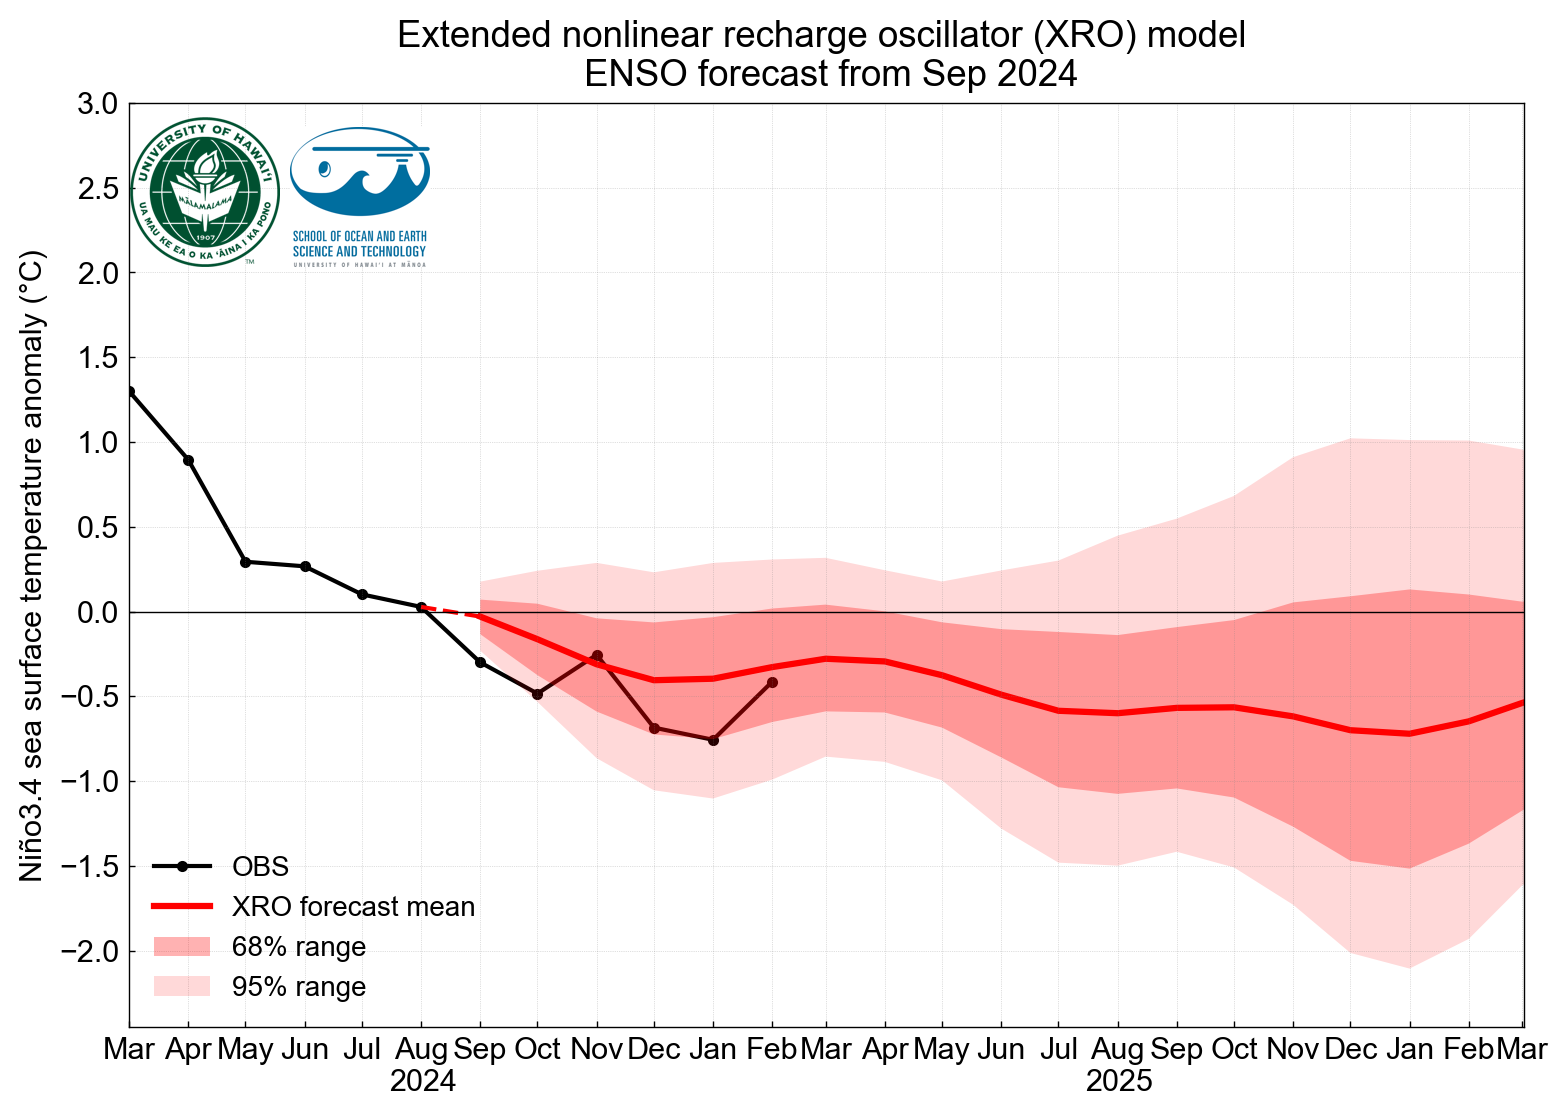 Extended nonlinear recharge oscillator (XRO) model
ENSO forecast from Sep 2024
Niño3.4 sea surface temperature anomaly (°C)
3.0
2.5
2.0
1.5
1.0
0.5
0.0
−0.5
−1.0
−1.5
−2.0
UNIVERSITY OF HAWAI‘I
MĀLAMALAMA
1907
UA MAU KE EA O KA ‘ĀINA I KA PONO
TM
SCHOOL OF OCEAN AND EARTH
SCIENCE AND TECHNOLOGY
UNIVERSITY OF HAWAI‘I AT MĀNOA
OBS
XRO forecast mean
68% range
95% range
Mar Apr May Jun Jul Aug Sep Oct Nov Dec Jan Feb Mar Apr May Jun Jul Aug Sep Oct Nov Dec Jan Feb Mar
2024 2025